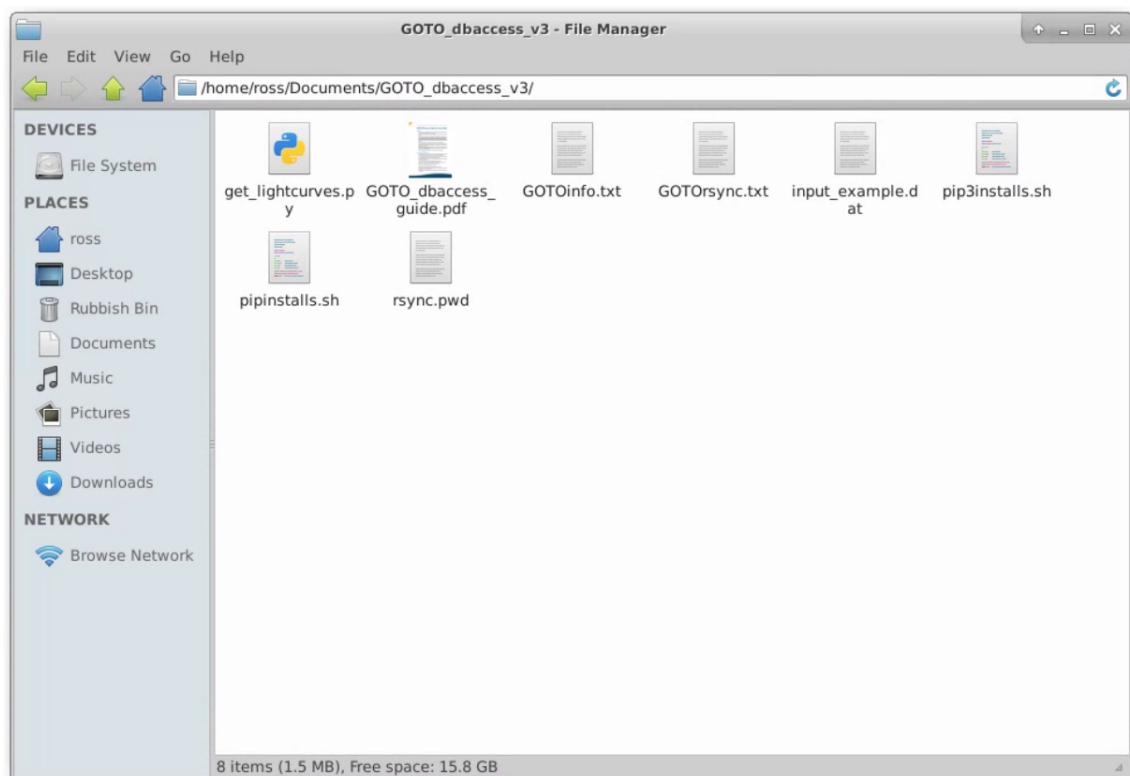 GOTO_dbaccess_v3 - File Manager
File Edit View Go Help
/home/ross/Documents/GOTO_dbaccess_v3/
DEVICES
File System
PLACES
ross
Desktop
Rubbish Bin
Documents
Music
Pictures
Videos
Downloads
NETWORK
Browse Network
get_lightcurves.p
y
GOTO_dbaccess_
guide.pdf
GOTOinfo.txt
GOTOrsync.txt
input_example.d
at
pip3installs.sh
pipinstalls.sh
rsync.pwd
8 items (1.5 MB), Free space: 15.8 GB